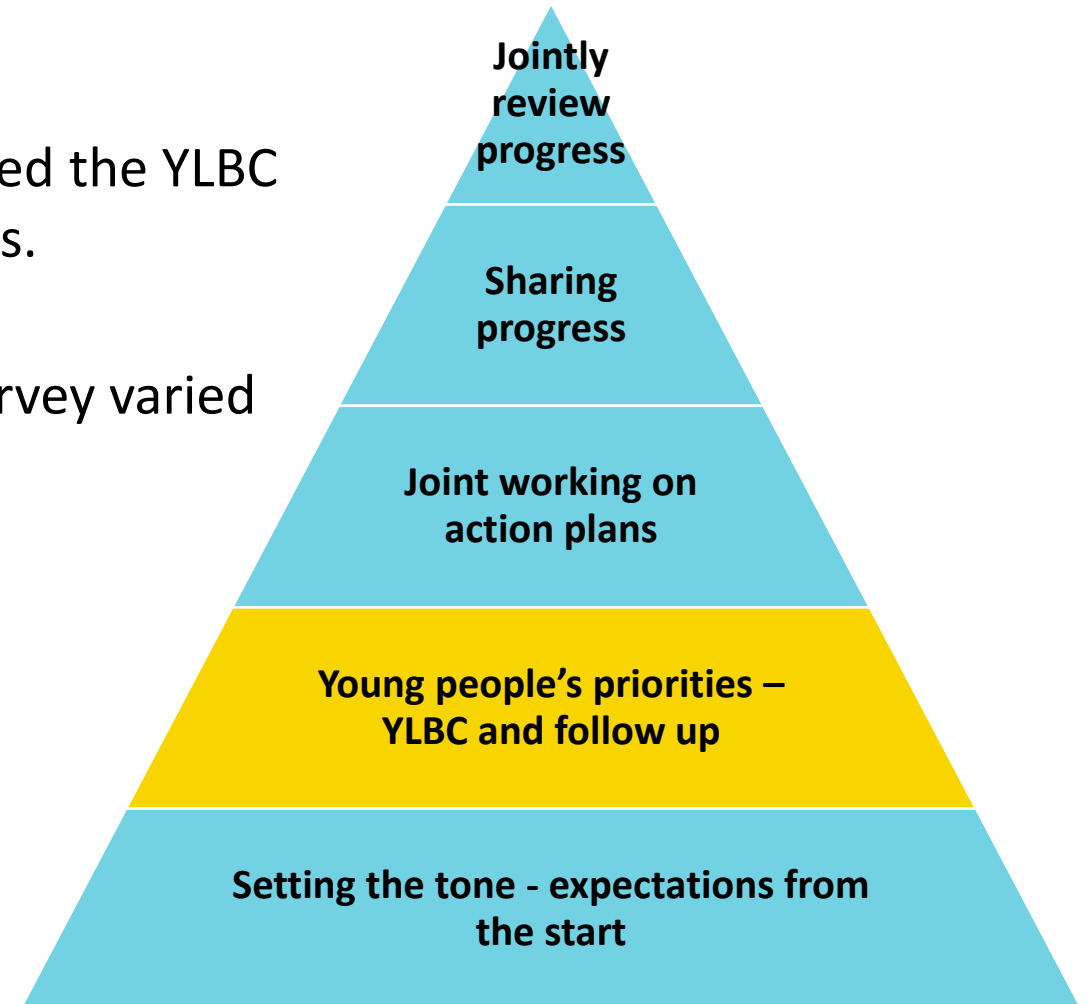 Jointly
review
progress
ed the YLBC
s.
Sharing
progress
rvey varied
Joint working on
action plans
Young people’s priorities –
YLBC and follow up
Setting the tone - expectations from
the start